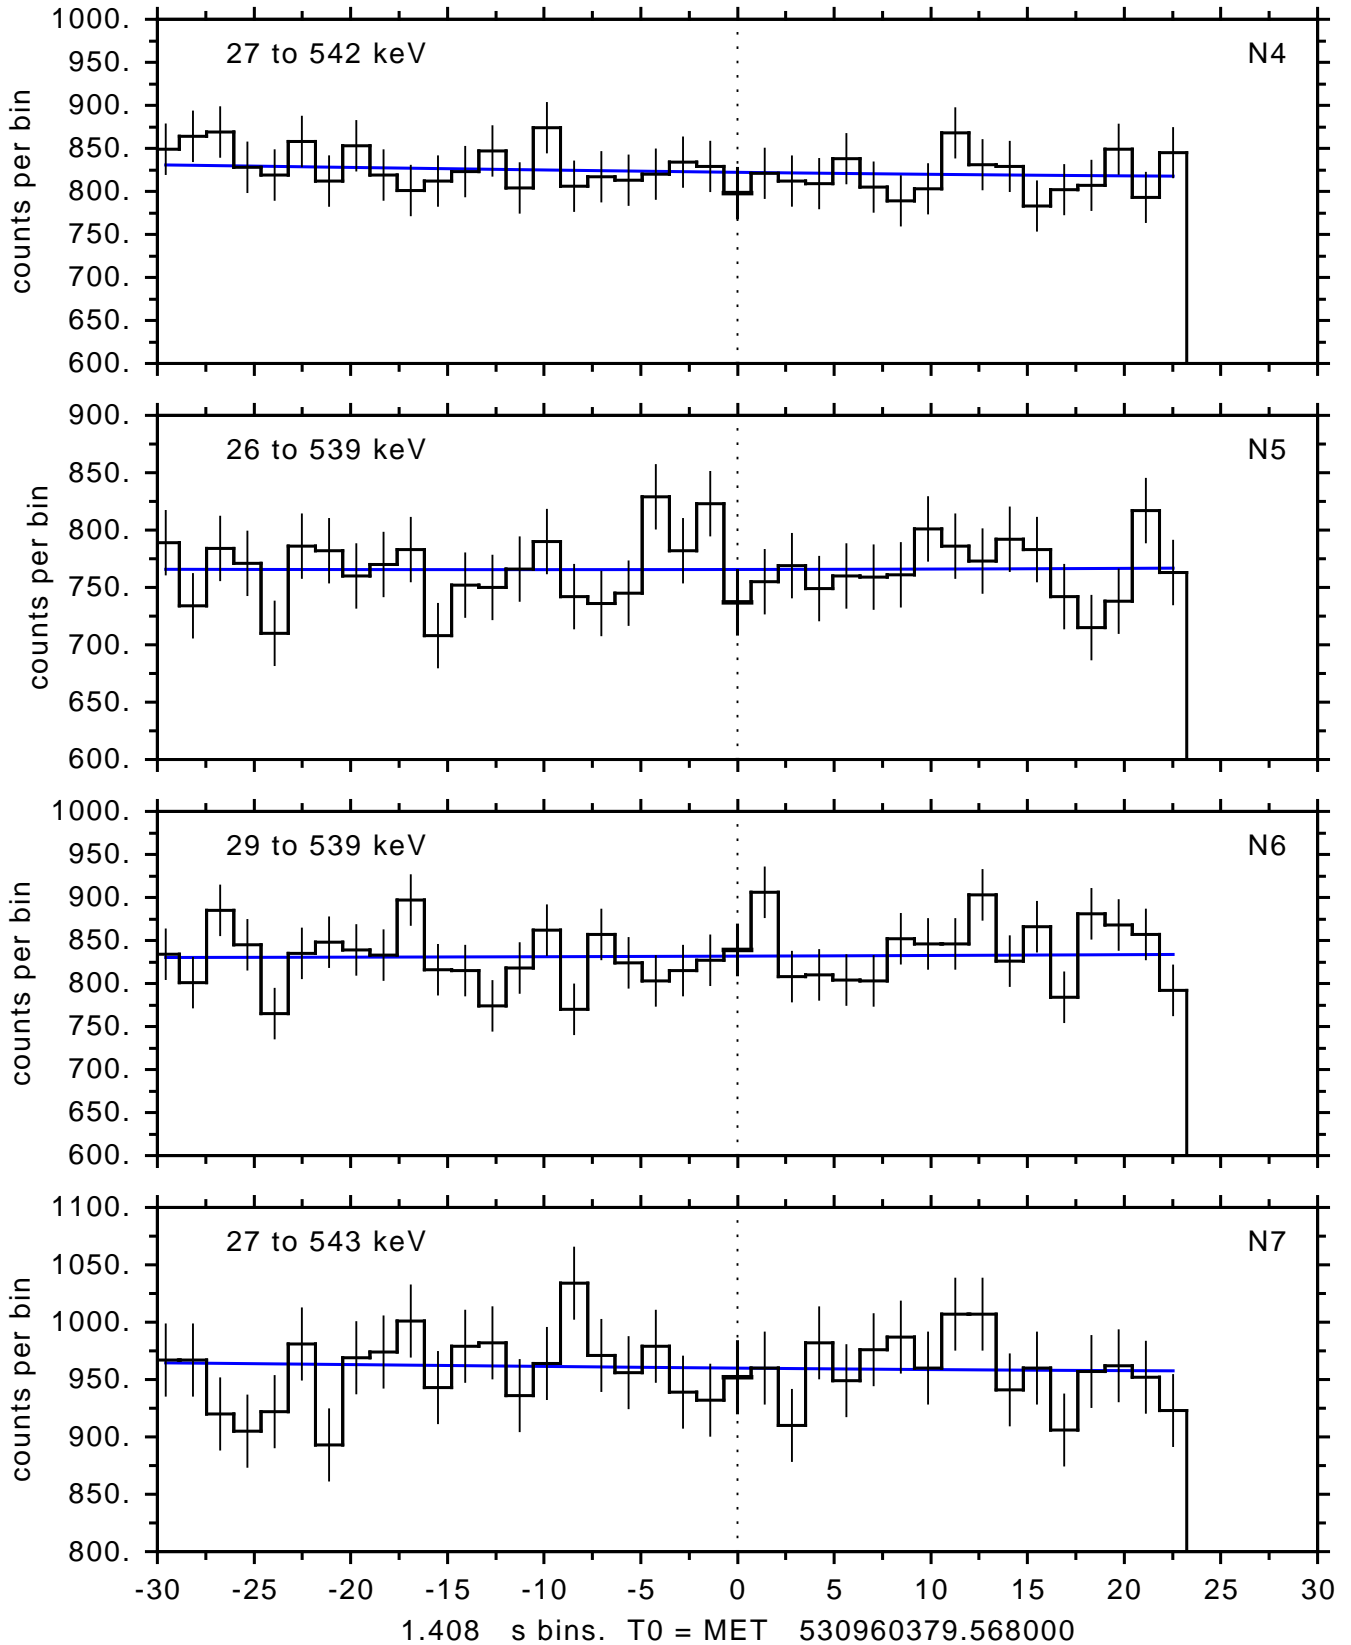 1000.
950.
900.
850.
800.
750.
700.
650.
600.
counts per bin
27 to 542 keV
N4
900.
850.
800.
750.
700.
650.
600.
counts per bin
26 to 539 keV
N5
1000.
950.
900.
850.
800.
750.
700.
650.
600.
counts per bin
29 to 539 keV
N6
1100.
1050.
1000.
950.
900.
850.
800.
counts per bin
27 to 543 keV
N7
-30 -25 -20 -15 -10 -5 0 5 10 15 20 25 30
1.408 s bins. T0 = MET 530960379.568000